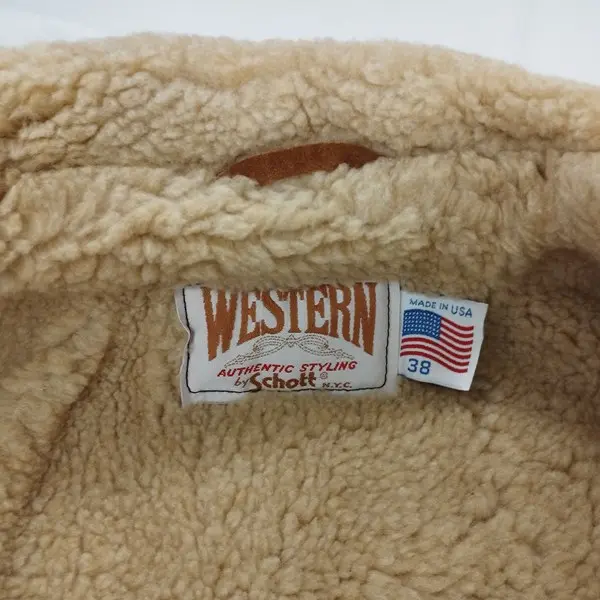 WESTERN
AUTHENTIC STYLING
by Schott® N.Y.C.
MADE IN USA
38